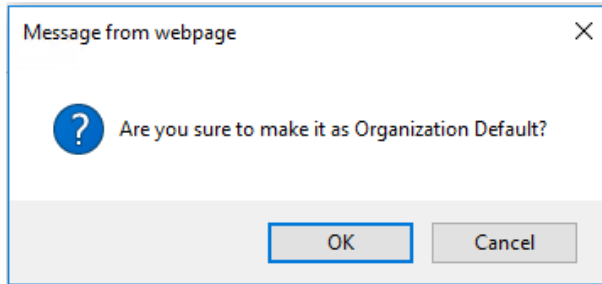 Message from webpage
Are you sure to make it as Organization Default?
OK
Cancel